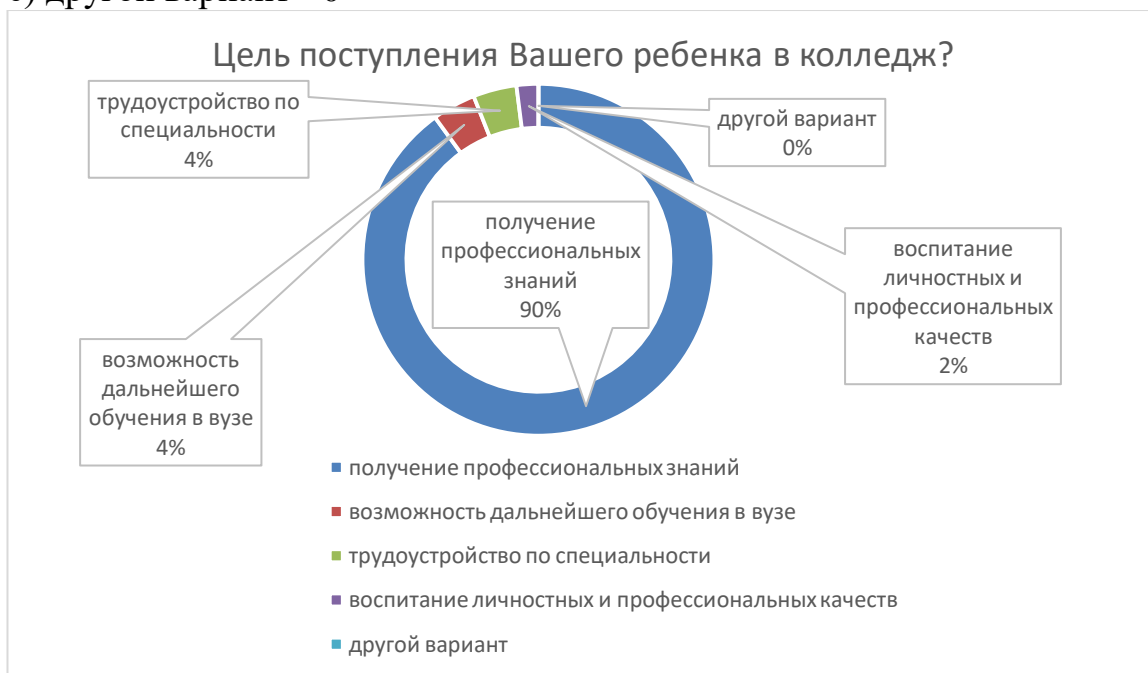 Цель поступления Вашего ребенка в колледж?
трудоустройство по
специальности
4%
другой вариант
0%
получение
профессиональных
знаний
90%
воспитание
личностных и
профессиональных
качеств
2%
возможность
дальнейшего
обучения в вузе
4%
получение профессиональных знаний
возможность дальнейшего обучения в вузе
трудоустройство по специальности
воспитание личностных и профессиональных качеств
другой вариант